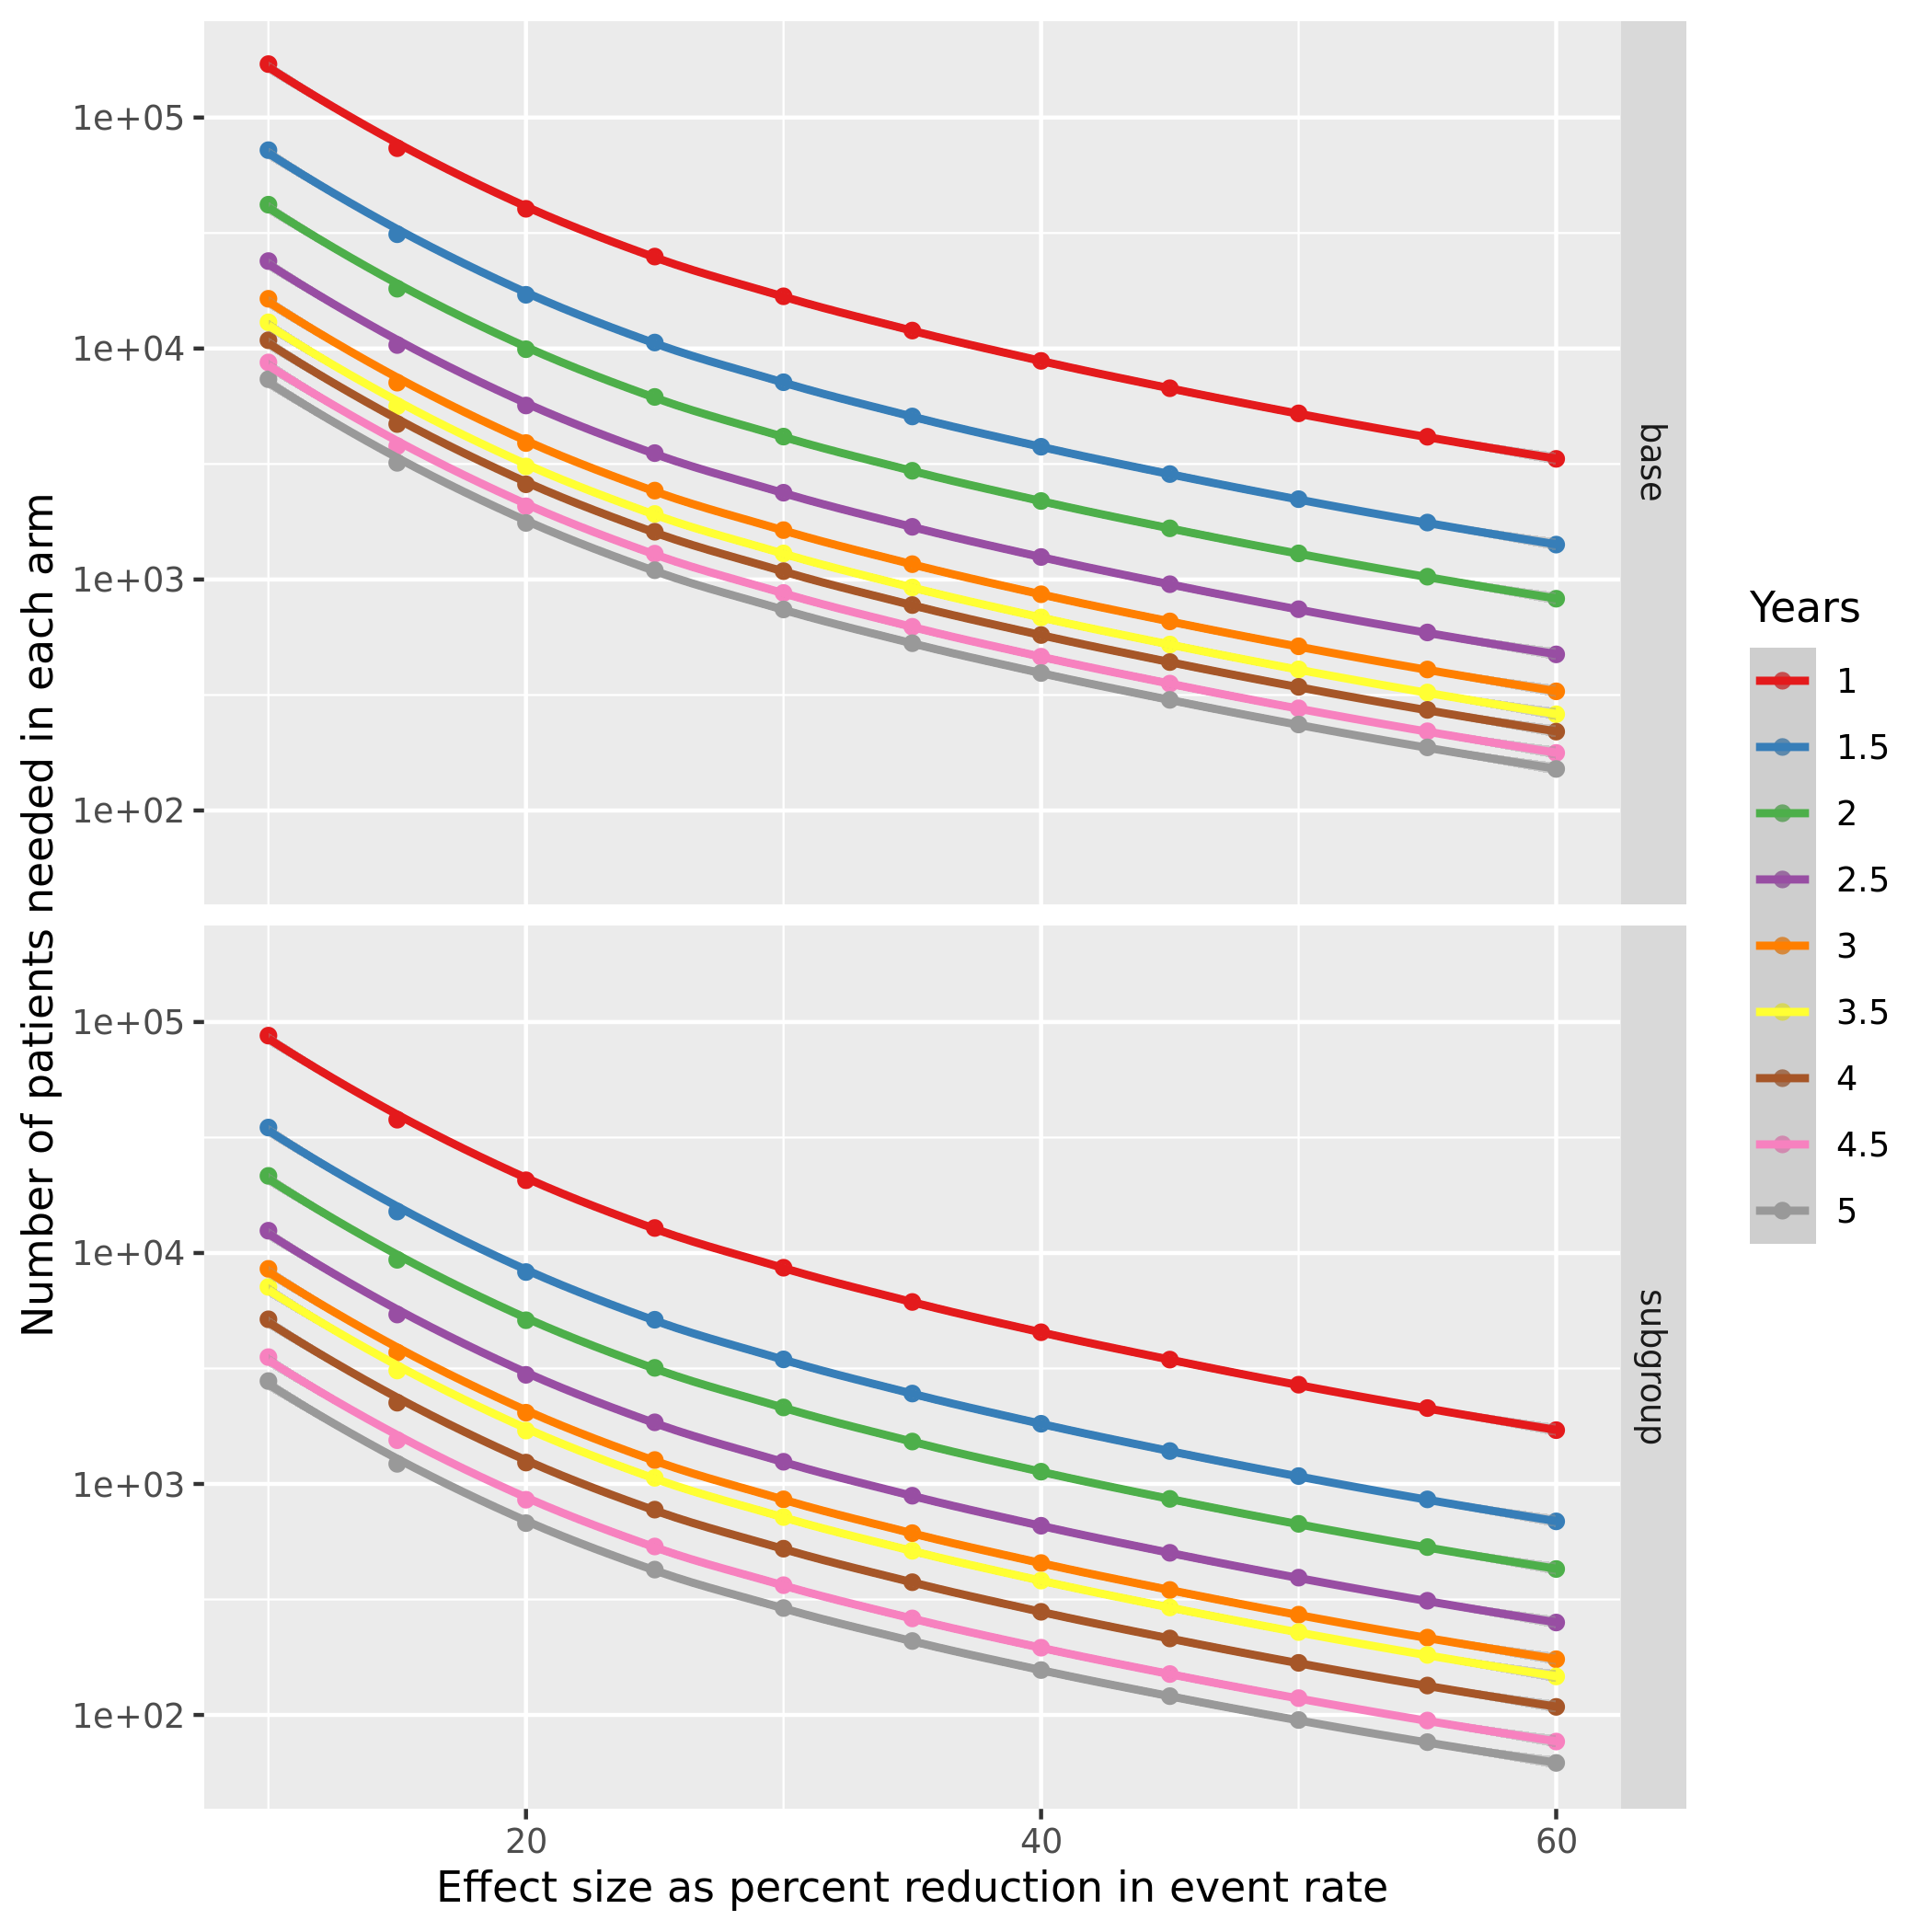 Number of patients needed in each arm
1e+05
1e+04
1e+03
1e+02
base
1e+05
1e+04
1e+03
1e+02
subgroup
20
40
60
Effect size as percent reduction in event rate
Years
1
1.5
2
2.5
3
3.5
4
4.5
5